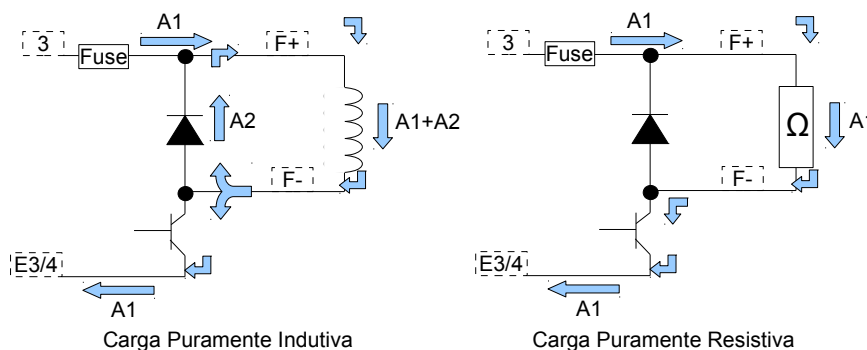 A1
3
Fuse
F+
A2
A1+A2
F-
E3/4
A1
Carga Puramente Indutiva
A1
3
Fuse
F+
Ω
A1
F-
E3/4
A1
Carga Puramente Resistiva